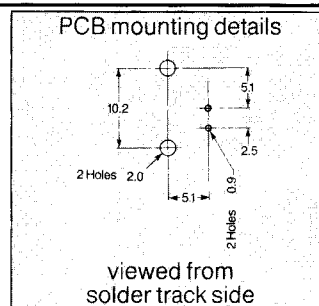 PCB mounting details
5.1
10.2
2.5
2 Holes 2.0
5.1
2 Holes 0.9
viewed from
solder track side